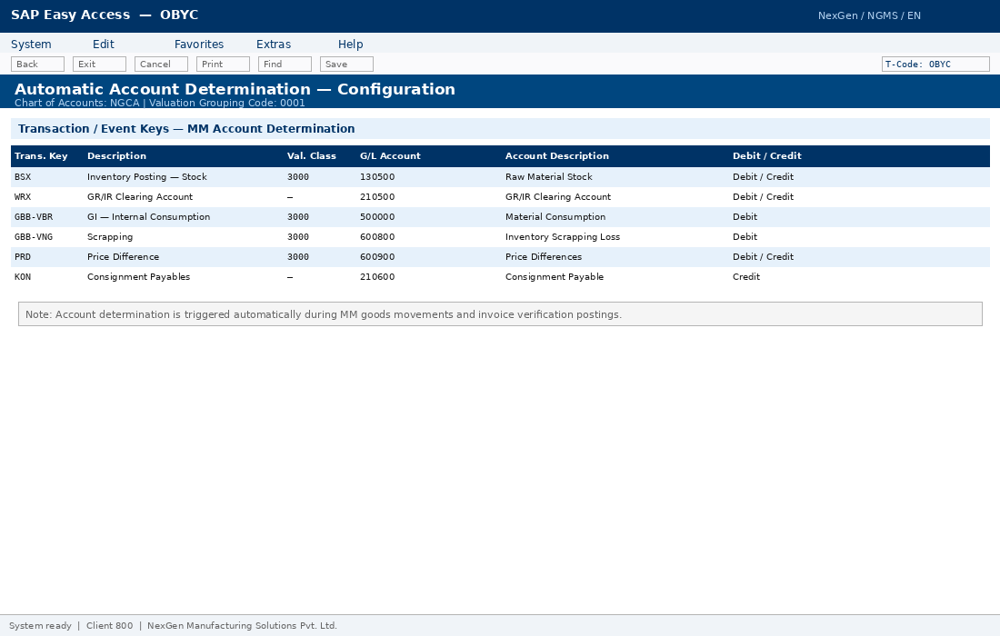 SAP Easy Access — OBYC NexGen / NGMS / EN
System Edit Favorites Extras Help
Back Exit Cancel Print Find Save T-Code: OBYC
Automatic Account Determination — Configuration
Chart of Accounts: NGCA | Valuation Grouping Code: 0001
Transaction / Event Keys — MM Account Determination
Trans. Key Description Val. Class G/L Account Account Description Debit / Credit
BSX Inventory Posting — Stock 3000 130500 Raw Material Stock Debit / Credit
WRX GR/IR Clearing Account — 210500 GR/IR Clearing Account Debit / Credit
GBB-VBR GI — Internal Consumption 3000 500000 Material Consumption Debit
GBB-VNG Scrapping 3000 600800 Inventory Scrapping Loss Debit
PRD Price Difference 3000 600900 Price Differences Debit / Credit
KON Consignment Payables — 210600 Consignment Payable Credit
Note: Account determination is triggered automatically during MM goods movements and invoice verification postings.
System ready | Client 800 | NexGen Manufacturing Solutions Pvt. Ltd.